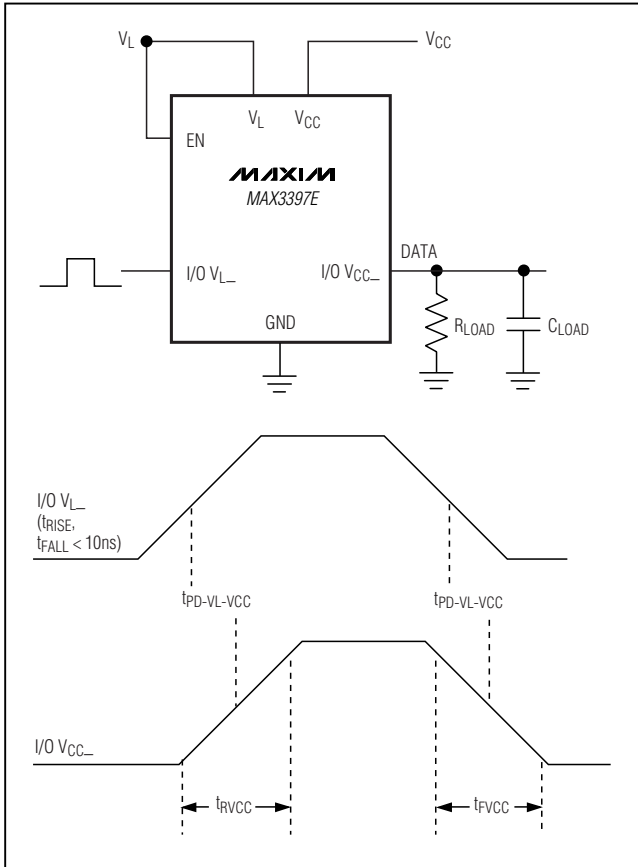 VL
VCC
VL VCC
EN
MAXIM
MAX3397E
DATA
I/O VL_
I/O VCC_
RLOAD
CLOAD
GND
I/O VL_
(tRISE,
tFALL < 10ns)
tPD-VL-VCC
tPD-VL-VCC
I/O VCC_
tRVCC
tFVCC